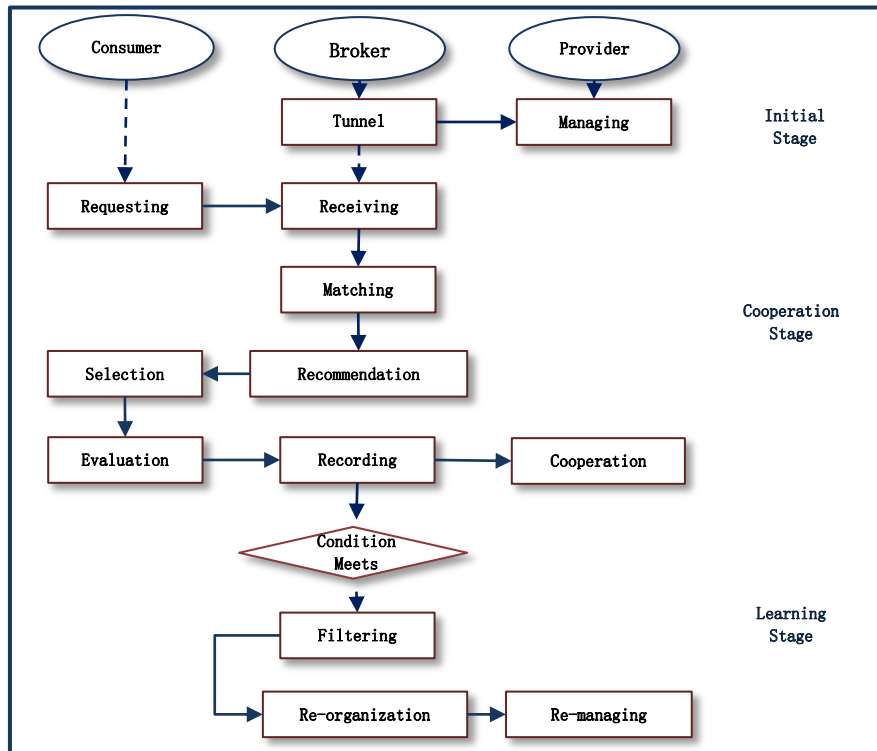 Consumer
Broker
Provider
Tunnel
Managing
Initial
Stage
Requesting
Receiving
Matching
Cooperation
Stage
Selection
Recommendation
Evaluation
Recording
Cooperation
Condition
Meets
Filtering
Learning
Stage
Re-organization
Re-managing